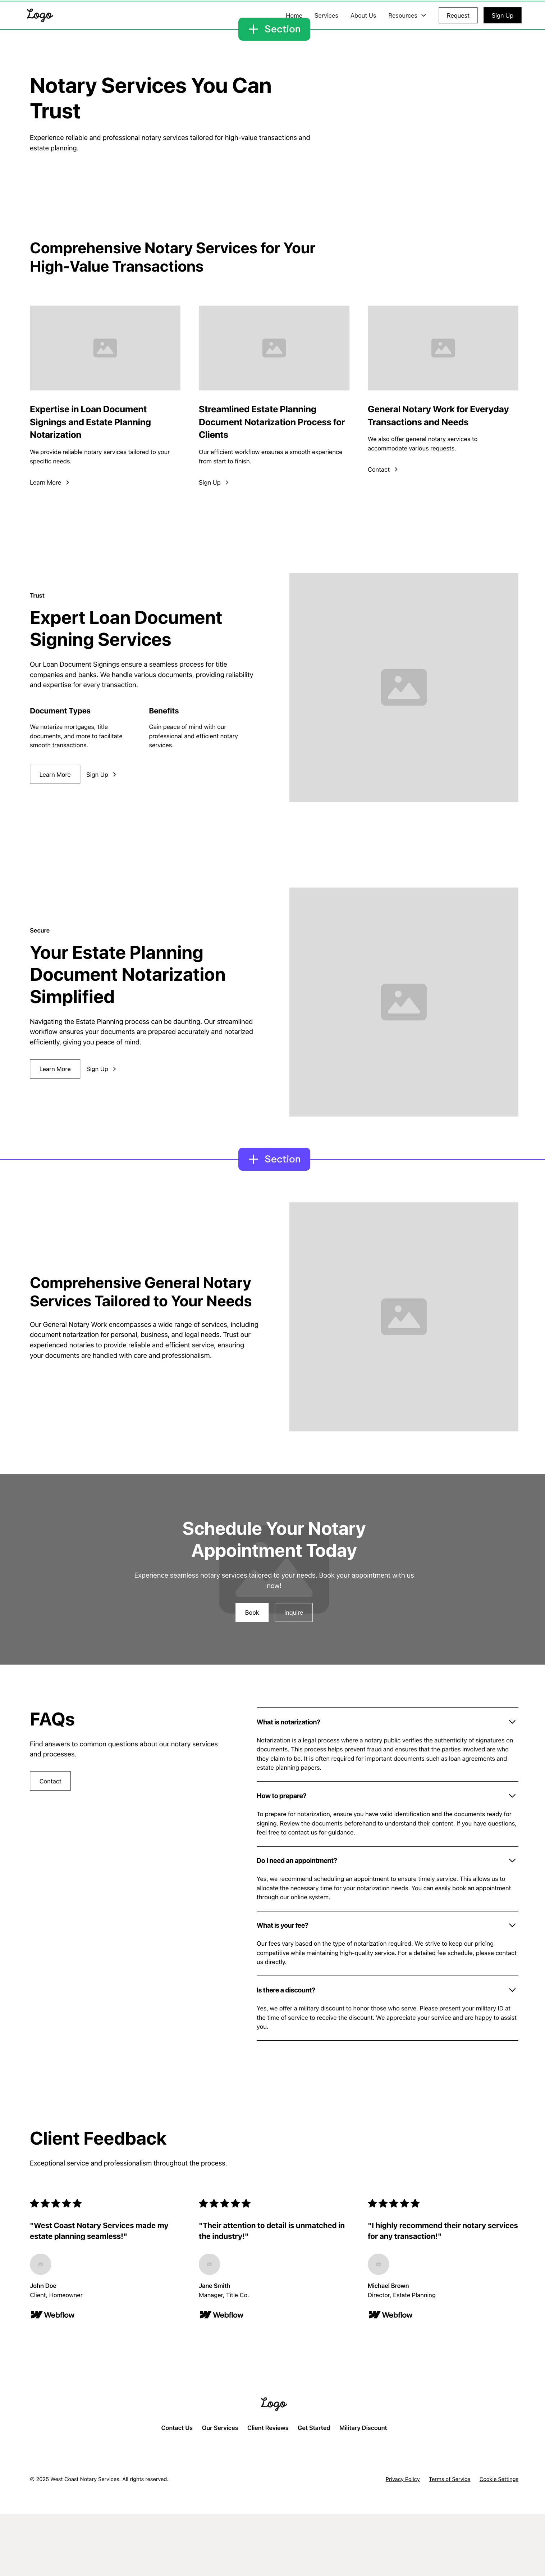 Logo
Home Services About Us Resources Request Sign Up
Section
Notary Services You Can
Trust
Experience reliable and professional notary services tailored for high-value transactions and
estate planning.
Comprehensive Notary Services for Your
High-Value Transactions
Expertise in Loan Document
Signings and Estate Planning
Notarization
We provide reliable notary services tailored to your
specific needs.
Learn More
Streamlined Estate Planning
Document Notarization Process for
Clients
Our efficient workflow ensures a smooth experience
from start to finish.
Sign Up
General Notary Work for Everyday
Transactions and Needs
We also offer general notary services to
accommodate various requests.
Contact
Trust
Expert Loan Document
Signing Services
Our Loan Document Signings ensure a seamless process for title
companies and banks. We handle various documents, providing reliability
and expertise for every transaction.
Document Types
We notarize mortgages, title
documents, and more to facilitate
smooth transactions.
Benefits
Gain peace of mind with our
professional and efficient notary
services.
Learn More Sign Up
Secure
Your Estate Planning
Document Notarization
Simplified
Navigating the Estate Planning process can be daunting. Our streamlined
workflow ensures your documents are prepared accurately and notarized
efficiently, giving you peace of mind.
Learn More Sign Up
Section
Comprehensive General Notary
Services Tailored to Your Needs
Our General Notary Work encompasses a wide range of services, including
document notarization for personal, business, and legal needs. Trust our
experienced notaries to provide reliable and efficient service, ensuring
your documents are handled with care and professionalism.
Schedule Your Notary
Appointment Today
Experience seamless notary services tailored to your needs. Book your appointment with us
now!
Book Inquire
FAQs
Find answers to common questions about our notary services
and processes.
Contact
What is notarization?
Notarization is a legal process where a notary public verifies the authenticity of signatures on
documents. This process helps prevent fraud and ensures that the parties involved are who
they claim to be. It is often required for important documents such as loan agreements and
estate planning papers.
How to prepare?
To prepare for notarization, ensure you have valid identification and the documents ready for
signing. Review the documents beforehand to understand their content. If you have questions,
feel free to contact us for guidance.
Do I need an appointment?
Yes, we recommend scheduling an appointment to ensure timely service. This allows us to
allocate the necessary time for your notarization needs. You can easily book an appointment
through our online system.
What is your fee?
Our fees vary based on the type of notarization required. We strive to keep our pricing
competitive while maintaining high-quality service. For a detailed fee schedule, please contact
us directly.
Is there a discount?
Yes, we offer a military discount to honor those who serve. Please present your military ID at
the time of service to receive the discount. We appreciate your service and are happy to assist
you.
Client Feedback
Exceptional service and professionalism throughout the process.
"West Coast Notary Services made my
estate planning seamless!"
John Doe
Client, Homeowner
Webflow
"Their attention to detail is unmatched in
the industry!"
Jane Smith
Manager, Title Co.
Webflow
"I highly recommend their notary services
for any transaction!"
Michael Brown
Director, Estate Planning
Webflow
Logo
Contact Us Our Services Client Reviews Get Started Military Discount
© 2025 West Coast Notary Services. All rights reserved. Privacy Policy Terms of Service Cookie Settings